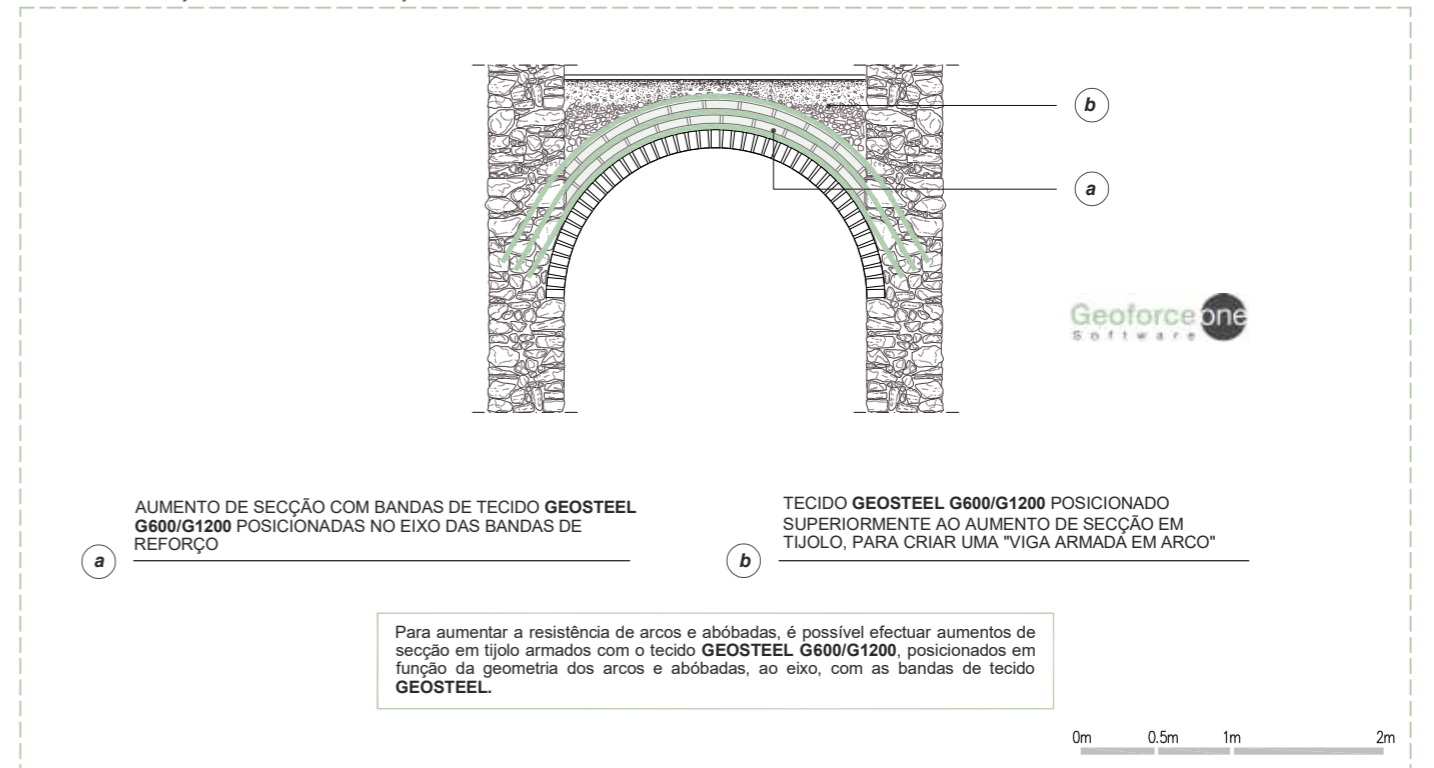 b
a
Geoforce one
Software
AUMENTO DE SECÇÃO COM BANDAS DE TECIDO GEOSTEEL
G600/G1200 POSICIONADAS NO EIXO DAS BANDAS DE
REFORÇO
a
TECIDO GEOSTEEL G600/G1200 POSICIONADO
SUPERIORMENTE AO AUMENTO DE SECÇÃO EM
TIJOLO, PARA CRIAR UMA "VIGA ARMADA EM ARCO"
b
Para aumentar a resistência de arcos e abóbadas, é possível efectuar aumentos de
secção em tijolo armados com o tecido GEOSTEEL G600/G1200, posicionados em
função da geometria dos arcos e abóbadas, ao eixo, com as bandas de tecido
GEOSTEEL.
0m 0.5m 1m 2m